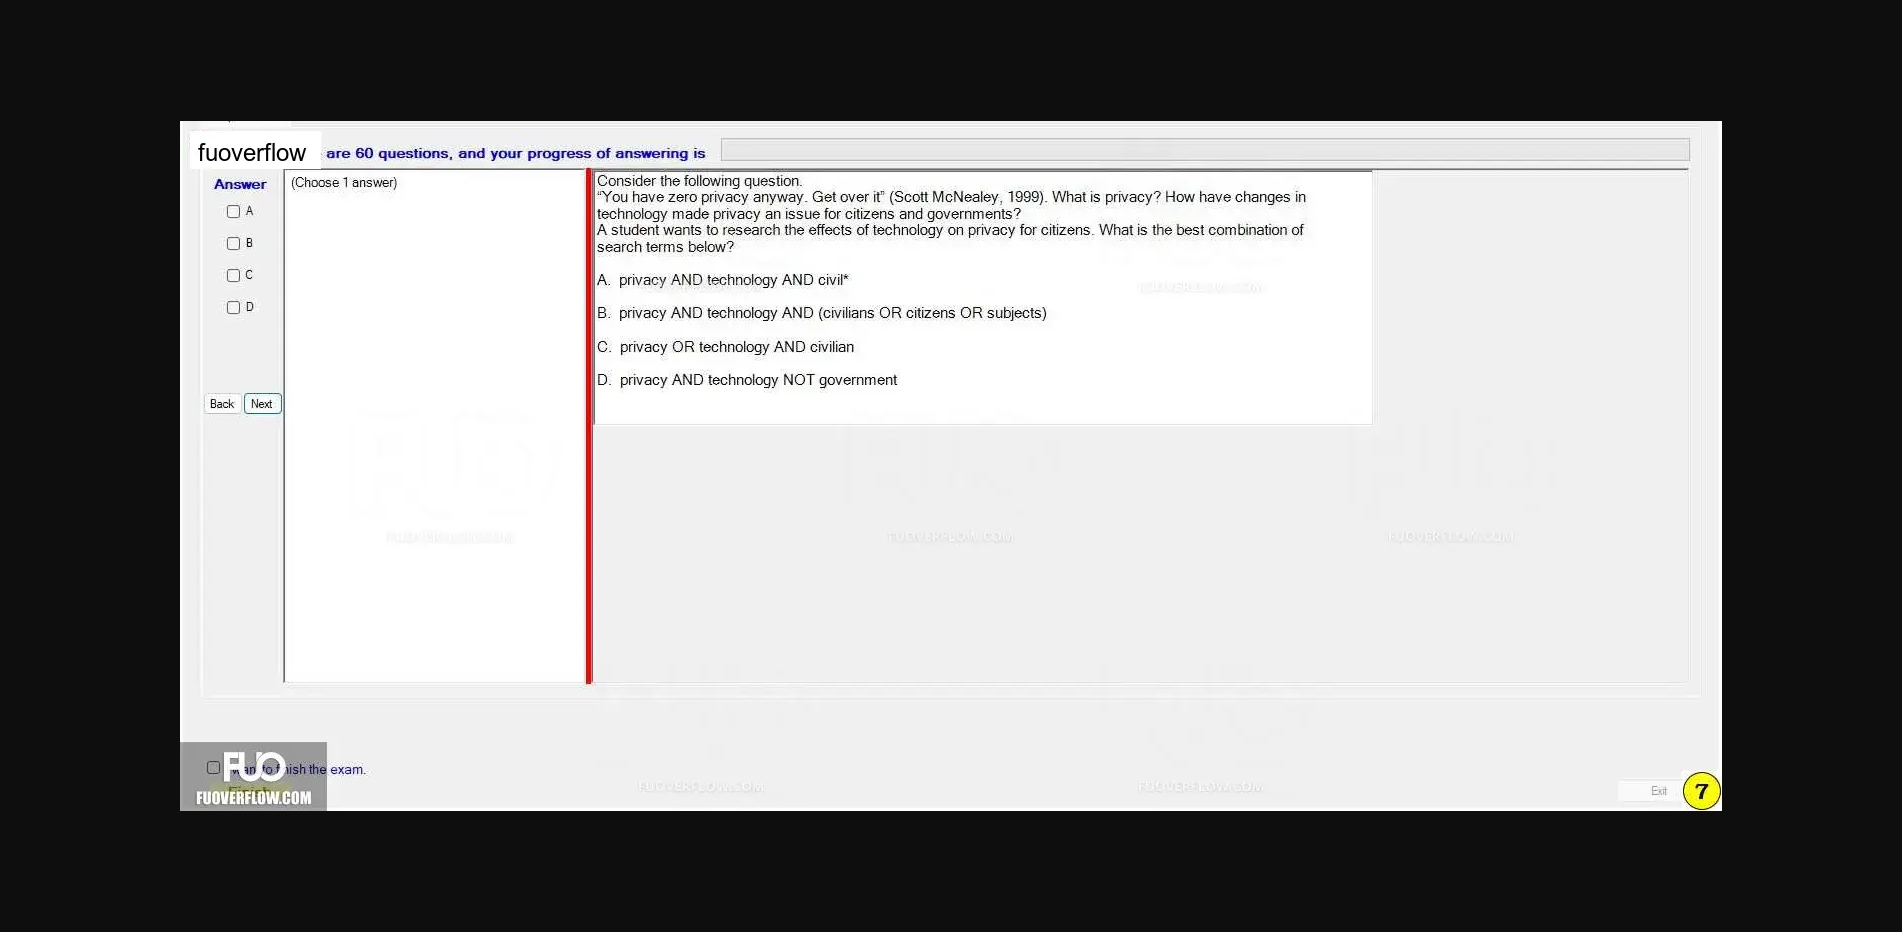 fuoverflow are 60 questions, and your progress of answering is
Answer
(Choose 1 answer)
A
B
C
D
Back Next
Consider the following question.
“You have zero privacy anyway. Get over it” (Scott McNealey, 1999). What is privacy? How have changes in
technology made privacy an issue for citizens and governments?
A student wants to research the effects of technology on privacy for citizens. What is the best combination of
search terms below?
A. privacy AND technology AND civil*
B. privacy AND technology AND (civilians OR citizens OR subjects)
C. privacy OR technology AND civilian
D. privacy AND technology NOT government
FUOVERFLOW.COM
FUOVERFLOW.COM
FUOVERFLOW.COM
FUOVERFLOW.COM
FUO
want to finish the exam.
Finish
FUOVERFLOW.COM
FUOVERFLOW.COM
FUOVERFLOW.COM
Exit
7